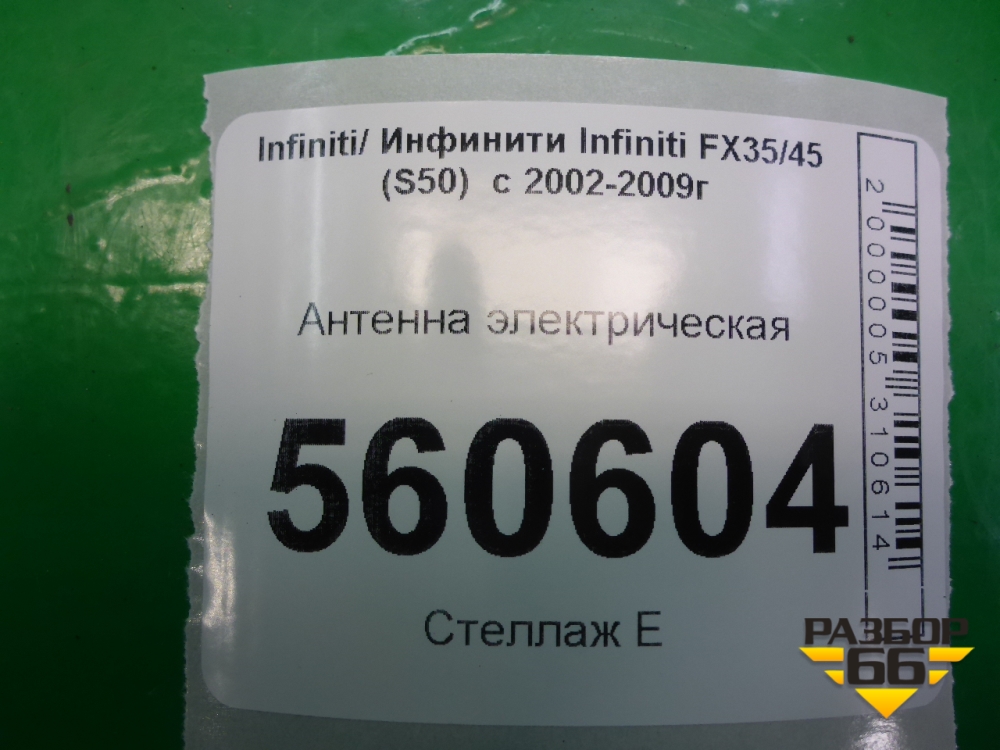 Infiniti/ Инфинити Infiniti FX35/45
(S50) с 2002-2009г
Антенна электрическая
560604
Стеллаж Е
2000005310614
РАЗБОР
66